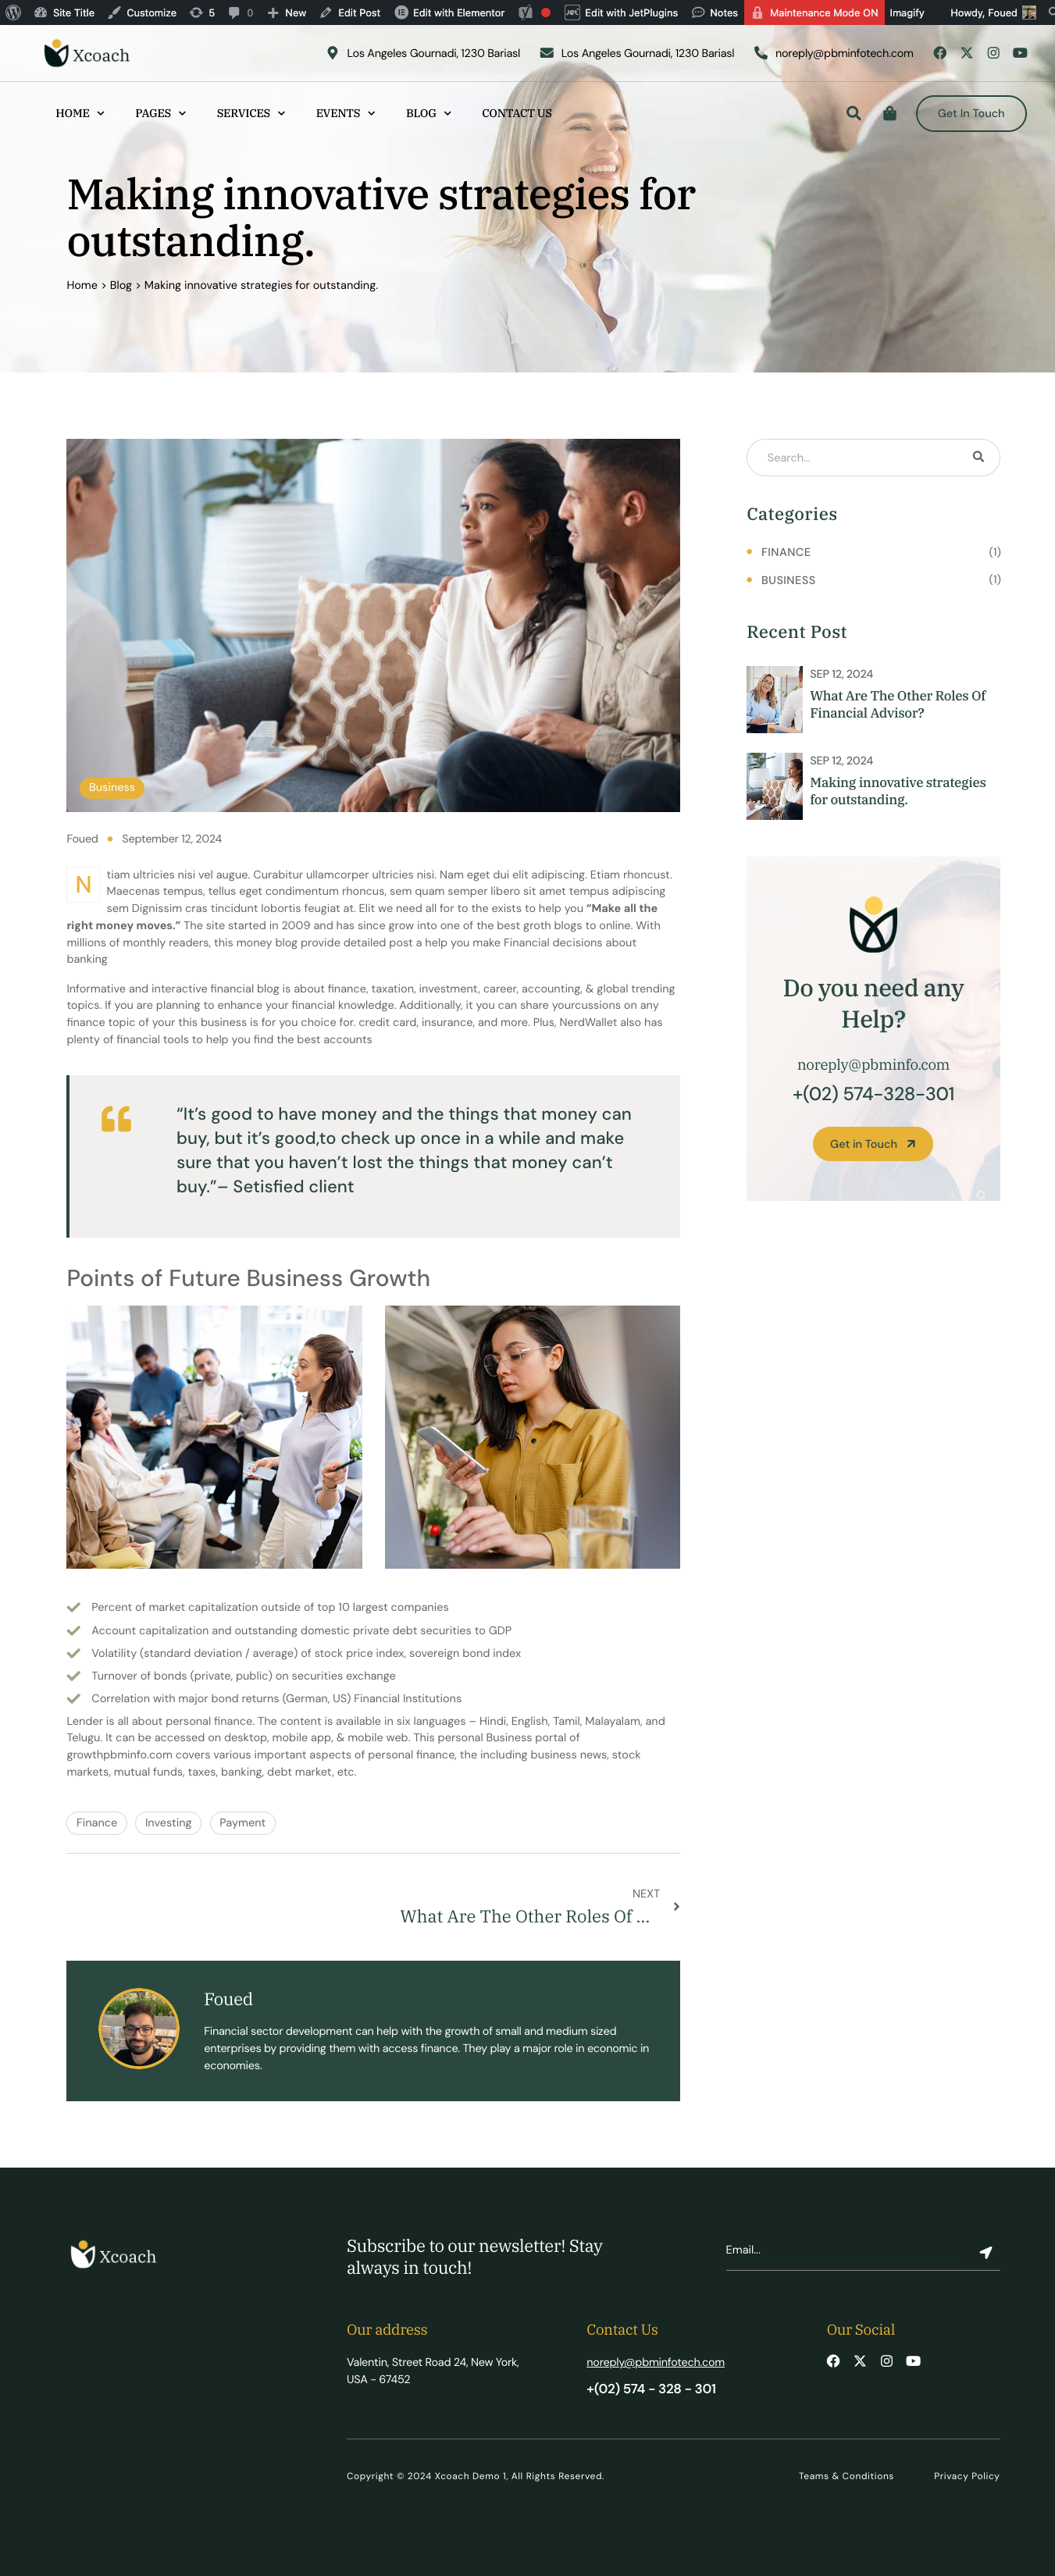 Site Title Customize 5 0 New Edit Post Edit with Elementor Edit with JetPlugins Notes Maintenance Mode ON Imagify Howdy, Foued
Xcoach
Los Angeles Gournadi, 1230 Bariasl
Los Angeles Gournadi, 1230 Bariasl
noreply@pbminfotech.com
HOME PAGES SERVICES EVENTS BLOG CONTACT US
Get In Touch
Making innovative strategies for
outstanding.
Home > Blog > Making innovative strategies for outstanding.
Business
Foued
September 12, 2024
N tiam ultricies nisi vel augue. Curabitur ullamcorper ultricies nisi. Nam eget dui elit adipiscing. Etiam rhoncust.
Maecenas tempus, tellus eget condimentum rhoncus, sem quam semper libero sit amet tempus adipiscing
sem Dignissim cras tincidunt lobortis feugiat at. Elit we need all for to the exists to help you “Make all the
right money moves.” The site started in 2009 and has since grow into one of the best groth blogs to online. With
millions of monthly readers, this money blog provide detailed post a help you make Financial decisions about
banking
Informative and interactive financial blog is about finance, taxation, investment, career, accounting, & global trending
topics. If you are planning to enhance your financial knowledge. Additionally, it you can share yourcussions on any
finance topic of your this business is for you choice for. credit card, insurance, and more. Plus, NerdWallet also has
plenty of financial tools to help you find the best accounts
“It’s good to have money and the things that money can
buy, but it’s good,to check up once in a while and make
sure that you haven’t lost the things that money can’t
buy.”– Setisfied client
Points of Future Business Growth
Percent of market capitalization outside of top 10 largest companies
Account capitalization and outstanding domestic private debt securities to GDP
Volatility (standard deviation / average) of stock price index, sovereign bond index
Turnover of bonds (private, public) on securities exchange
Correlation with major bond returns (German, US) Financial Institutions
Lender is all about personal finance. The content is available in six languages – Hindi, English, Tamil, Malayalam, and
Telugu. It can be accessed on desktop, mobile app, & mobile web. This personal Business portal of
growthpbminfo.com covers various important aspects of personal finance, the including business news, stock
markets, mutual funds, taxes, banking, debt market, etc.
Finance Investing Payment
NEXT
What Are The Other Roles Of ...
Foued
Financial sector development can help with the growth of small and medium sized
enterprises by providing them with access finance. They play a major role in economic in
economies.
Search...
Categories
FINANCE (1)
BUSINESS (1)
Recent Post
SEP 12, 2024
What Are The Other Roles Of
Financial Advisor?
SEP 12, 2024
Making innovative strategies
for outstanding.
Do you need any
Help?
noreply@pbminfo.com
+(02) 574-328-301
Get in Touch
Xcoach
Subscribe to our newsletter! Stay
always in touch!
Email...
Our address
Valentin, Street Road 24, New York,
USA - 67452
Contact Us
noreply@pbminfotech.com
+(02) 574 - 328 - 301
Our Social
Copyright © 2024 Xcoach Demo 1, All Rights Reserved.
Teams & Conditions
Privacy Policy